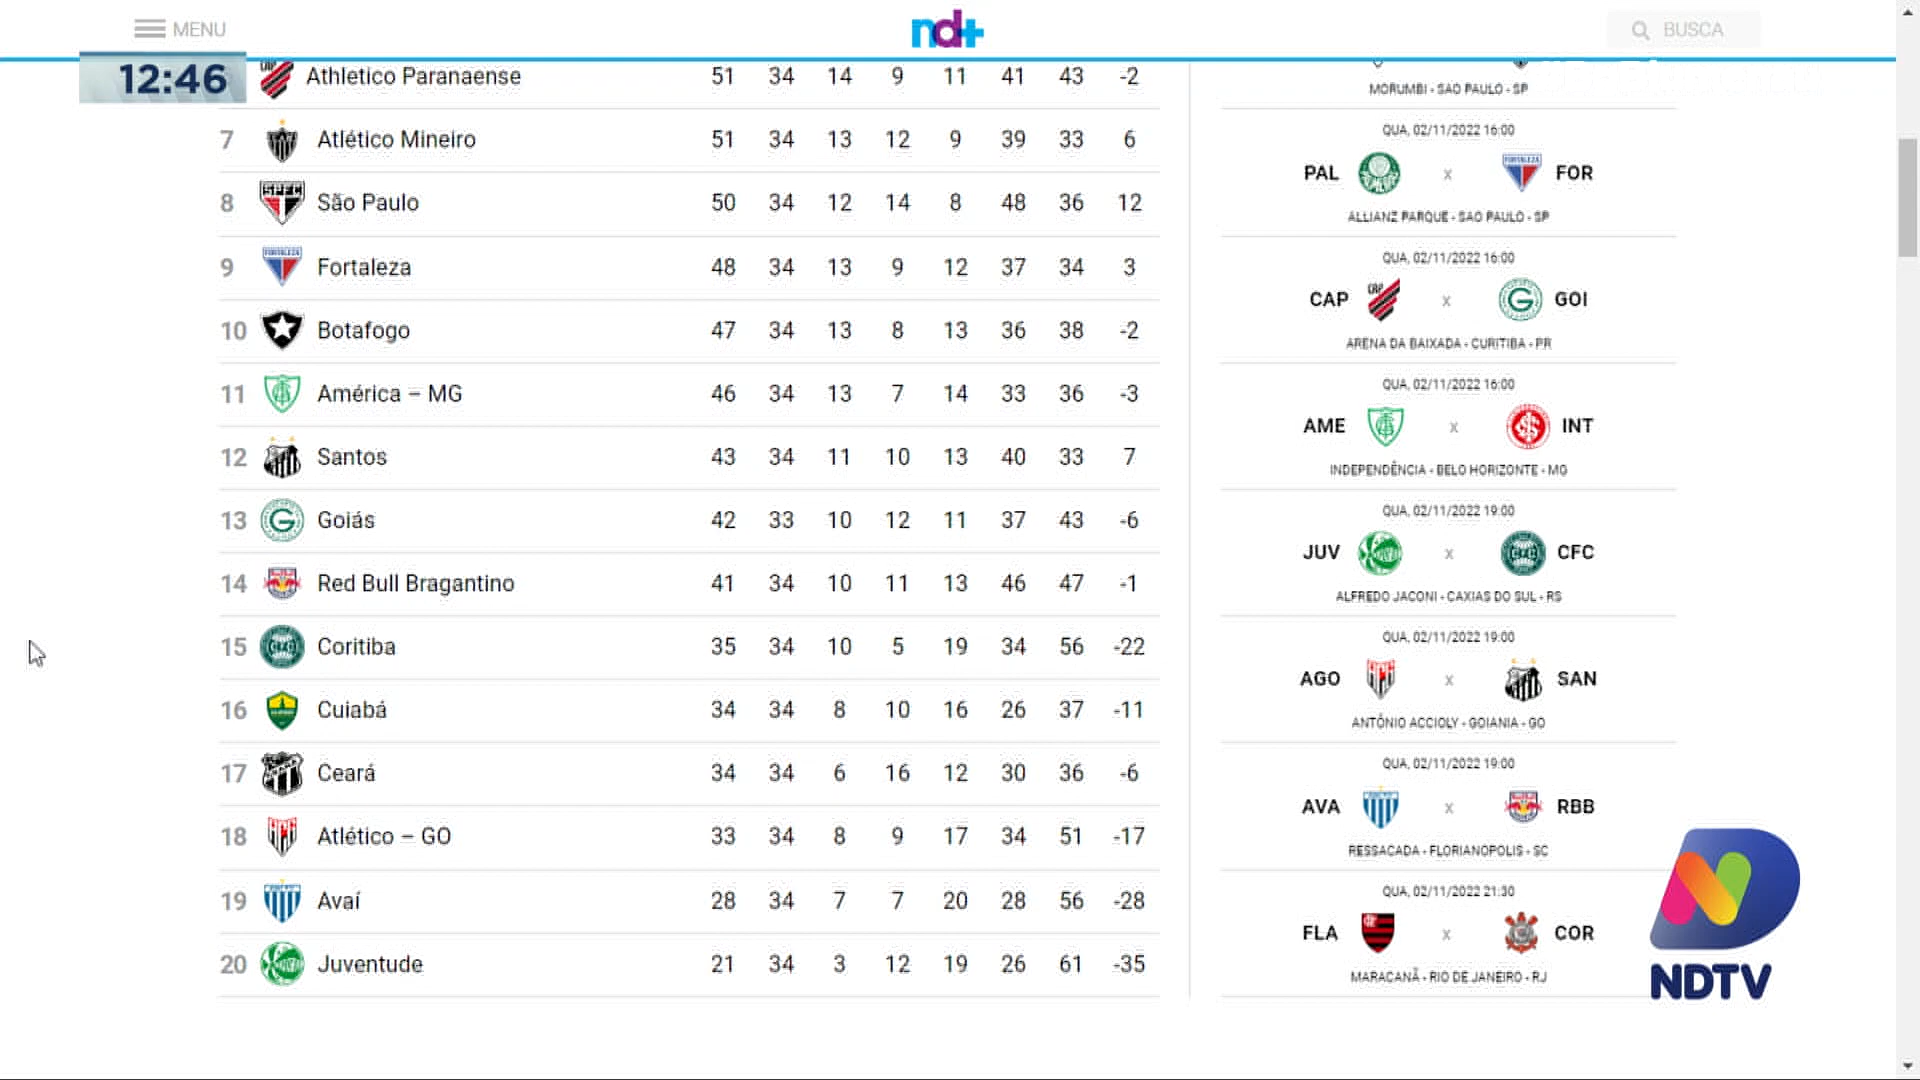 MENU
nd+
BUSCA
12:46
Athletico Paranaense 51 34 14 9 11 41 43 -2
7 Atlético Mineiro 51 34 13 12 9 39 33 6
8 São Paulo 50 34 12 14 8 48 36 12
9 Fortaleza 48 34 13 9 12 37 34 3
10 Botafogo 47 34 13 8 13 36 38 -2
11 América – MG 46 34 13 7 14 33 36 -3
12 Santos 43 34 11 10 13 40 33 7
13 Goiás 42 33 10 12 11 37 43 -6
14 Red Bull Bragantino 41 34 10 11 13 46 47 -1
15 Coritiba 35 34 10 5 19 34 56 -22
16 Cuiabá 34 34 8 10 16 26 37 -11
17 Ceará 34 34 6 16 12 30 36 -6
18 Atlético – GO 33 34 8 9 17 34 51 -17
19 Avaí 28 34 7 7 20 28 56 -28
20 Juventude 21 34 3 12 19 26 61 -35
MORUMBI - SAO PAULO - SP
QUA, 02/11/2022 16:00
PAL x FOR
ALLIANZ PARQUE - SAO PAULO - SP
QUA, 02/11/2022 16:00
CAP x GOI
ARENA DA BAIXADA - CURITIBA - PR
QUA, 02/11/2022 16:00
AME x INT
INDEPENDÊNCIA - BELO HORIZONTE - MG
QUA, 02/11/2022 19:00
JUV x CFC
ALFREDO JACONI - CAXIAS DO SUL - RS
QUA, 02/11/2022 19:00
AGO x SAN
ANTÔNIO ACCIOLY - GOIANIA - GO
QUA, 02/11/2022 19:00
AVA x RBB
RESSACADA - FLORIANOPOLIS - SC
QUA, 02/11/2022 21:30
FLA x COR
MARACANÃ - RIO DE JANEIRO - RJ
NDTV